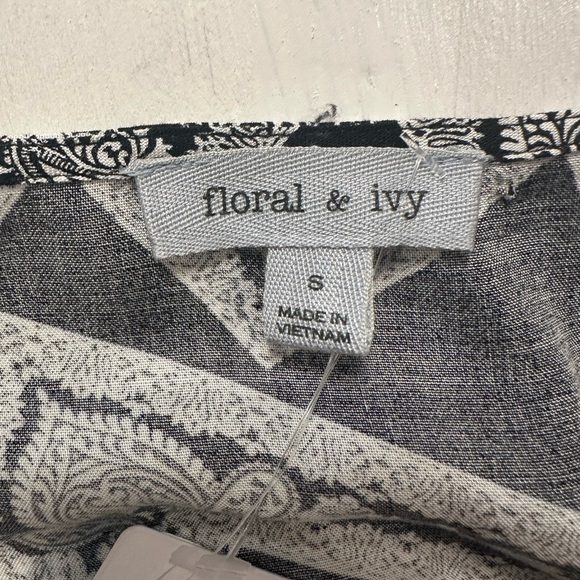 floral & ivy
S
MADE IN
VIETNAM